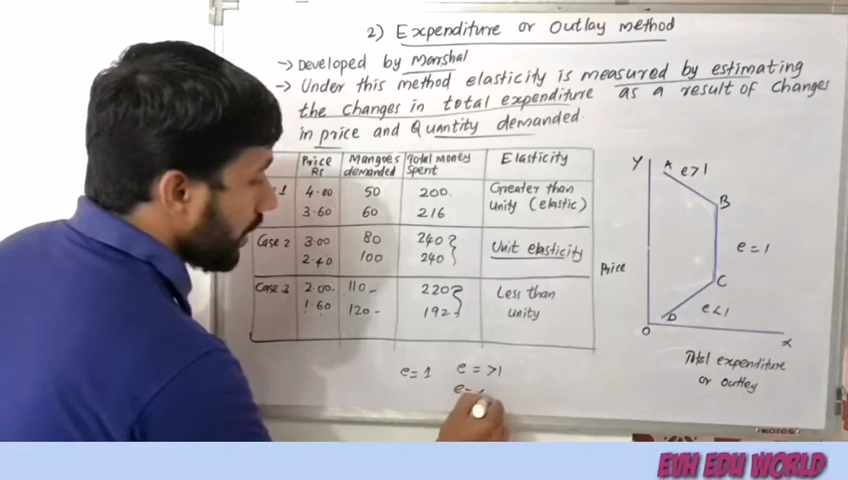 2) Expenditure or Outlay method
→ Developed by Marshal
→ Under this method elasticity is measured by estimating
the changes in total expenditure as a result of changes
in price and Quantity demanded.
Price Rs Mangoes demanded Total money Spent Elasticity
1 4.00 50 200. Greater than
3.60 60 216 unity (elastic)
Case 2 3.00 80 240 Unit elasticity
2.40 100 240
Case 3 2.00. 110 - 220 Less than
1.60 120 - 192 unity
e = 1 e = >1
e =
Y A e>1
B
e = 1
Price
C
e<1
D
O x
Total expenditure
or outley
kores
EVH EDU WORLD